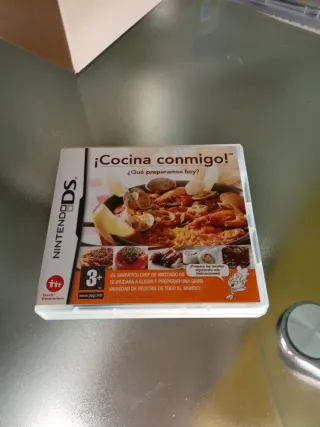 ¡Cocina conmigo!™
¿Qué preparamos hoy?
NINTENDO DS
3+
www.pegi.info
¡EL SIMPÁTICO CHEF DE NINTENDO DS
TE AYUDARÁ A ELEGIR Y PREPARAR UNA GRAN
VARIEDAD DE RECETAS DE TODO EL MUNDO!